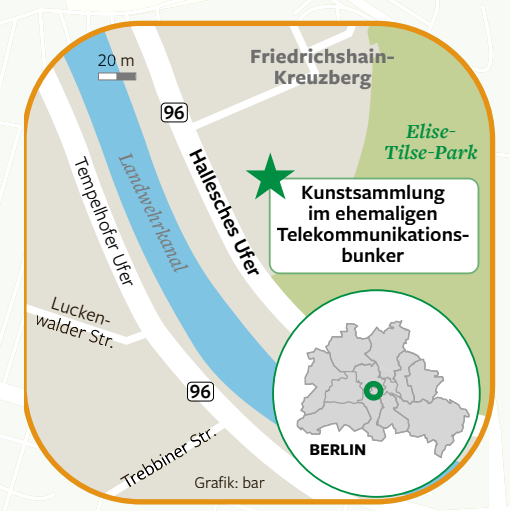 20 m
Friedrichshain-
Kreuzberg
96
Elise-
Tilse-Park
Hallesches Ufer
Landwehrkanal
Tempelhofer Ufer
Kunstsammlung
im ehemaligen
Telekommunikations-
bunker
Lucken-
walder Str.
96
Trebbiner Str.
BERLIN
Grafik: bar